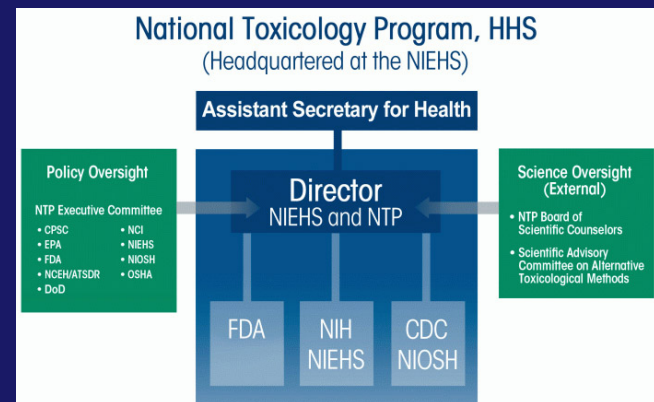 National Toxicology Program, HHS
(Headquartered at the NIEHS)
Assistant Secretary for Health
Policy Oversight
NTP Executive Committee
• CPSC
• EPA
• FDA
• NCEH/ATSDR
• DoD
• NCI
• NIEHS
• NIOSH
• OSHA
Director
NIEHS and NTP
Science Oversight
(External)
• NTP Board of
Scientific Counselors
• Scientific Advisory
Committee on Alternative
Toxicological Methods
FDA
NIH
NIEHS
CDC
NIOSH